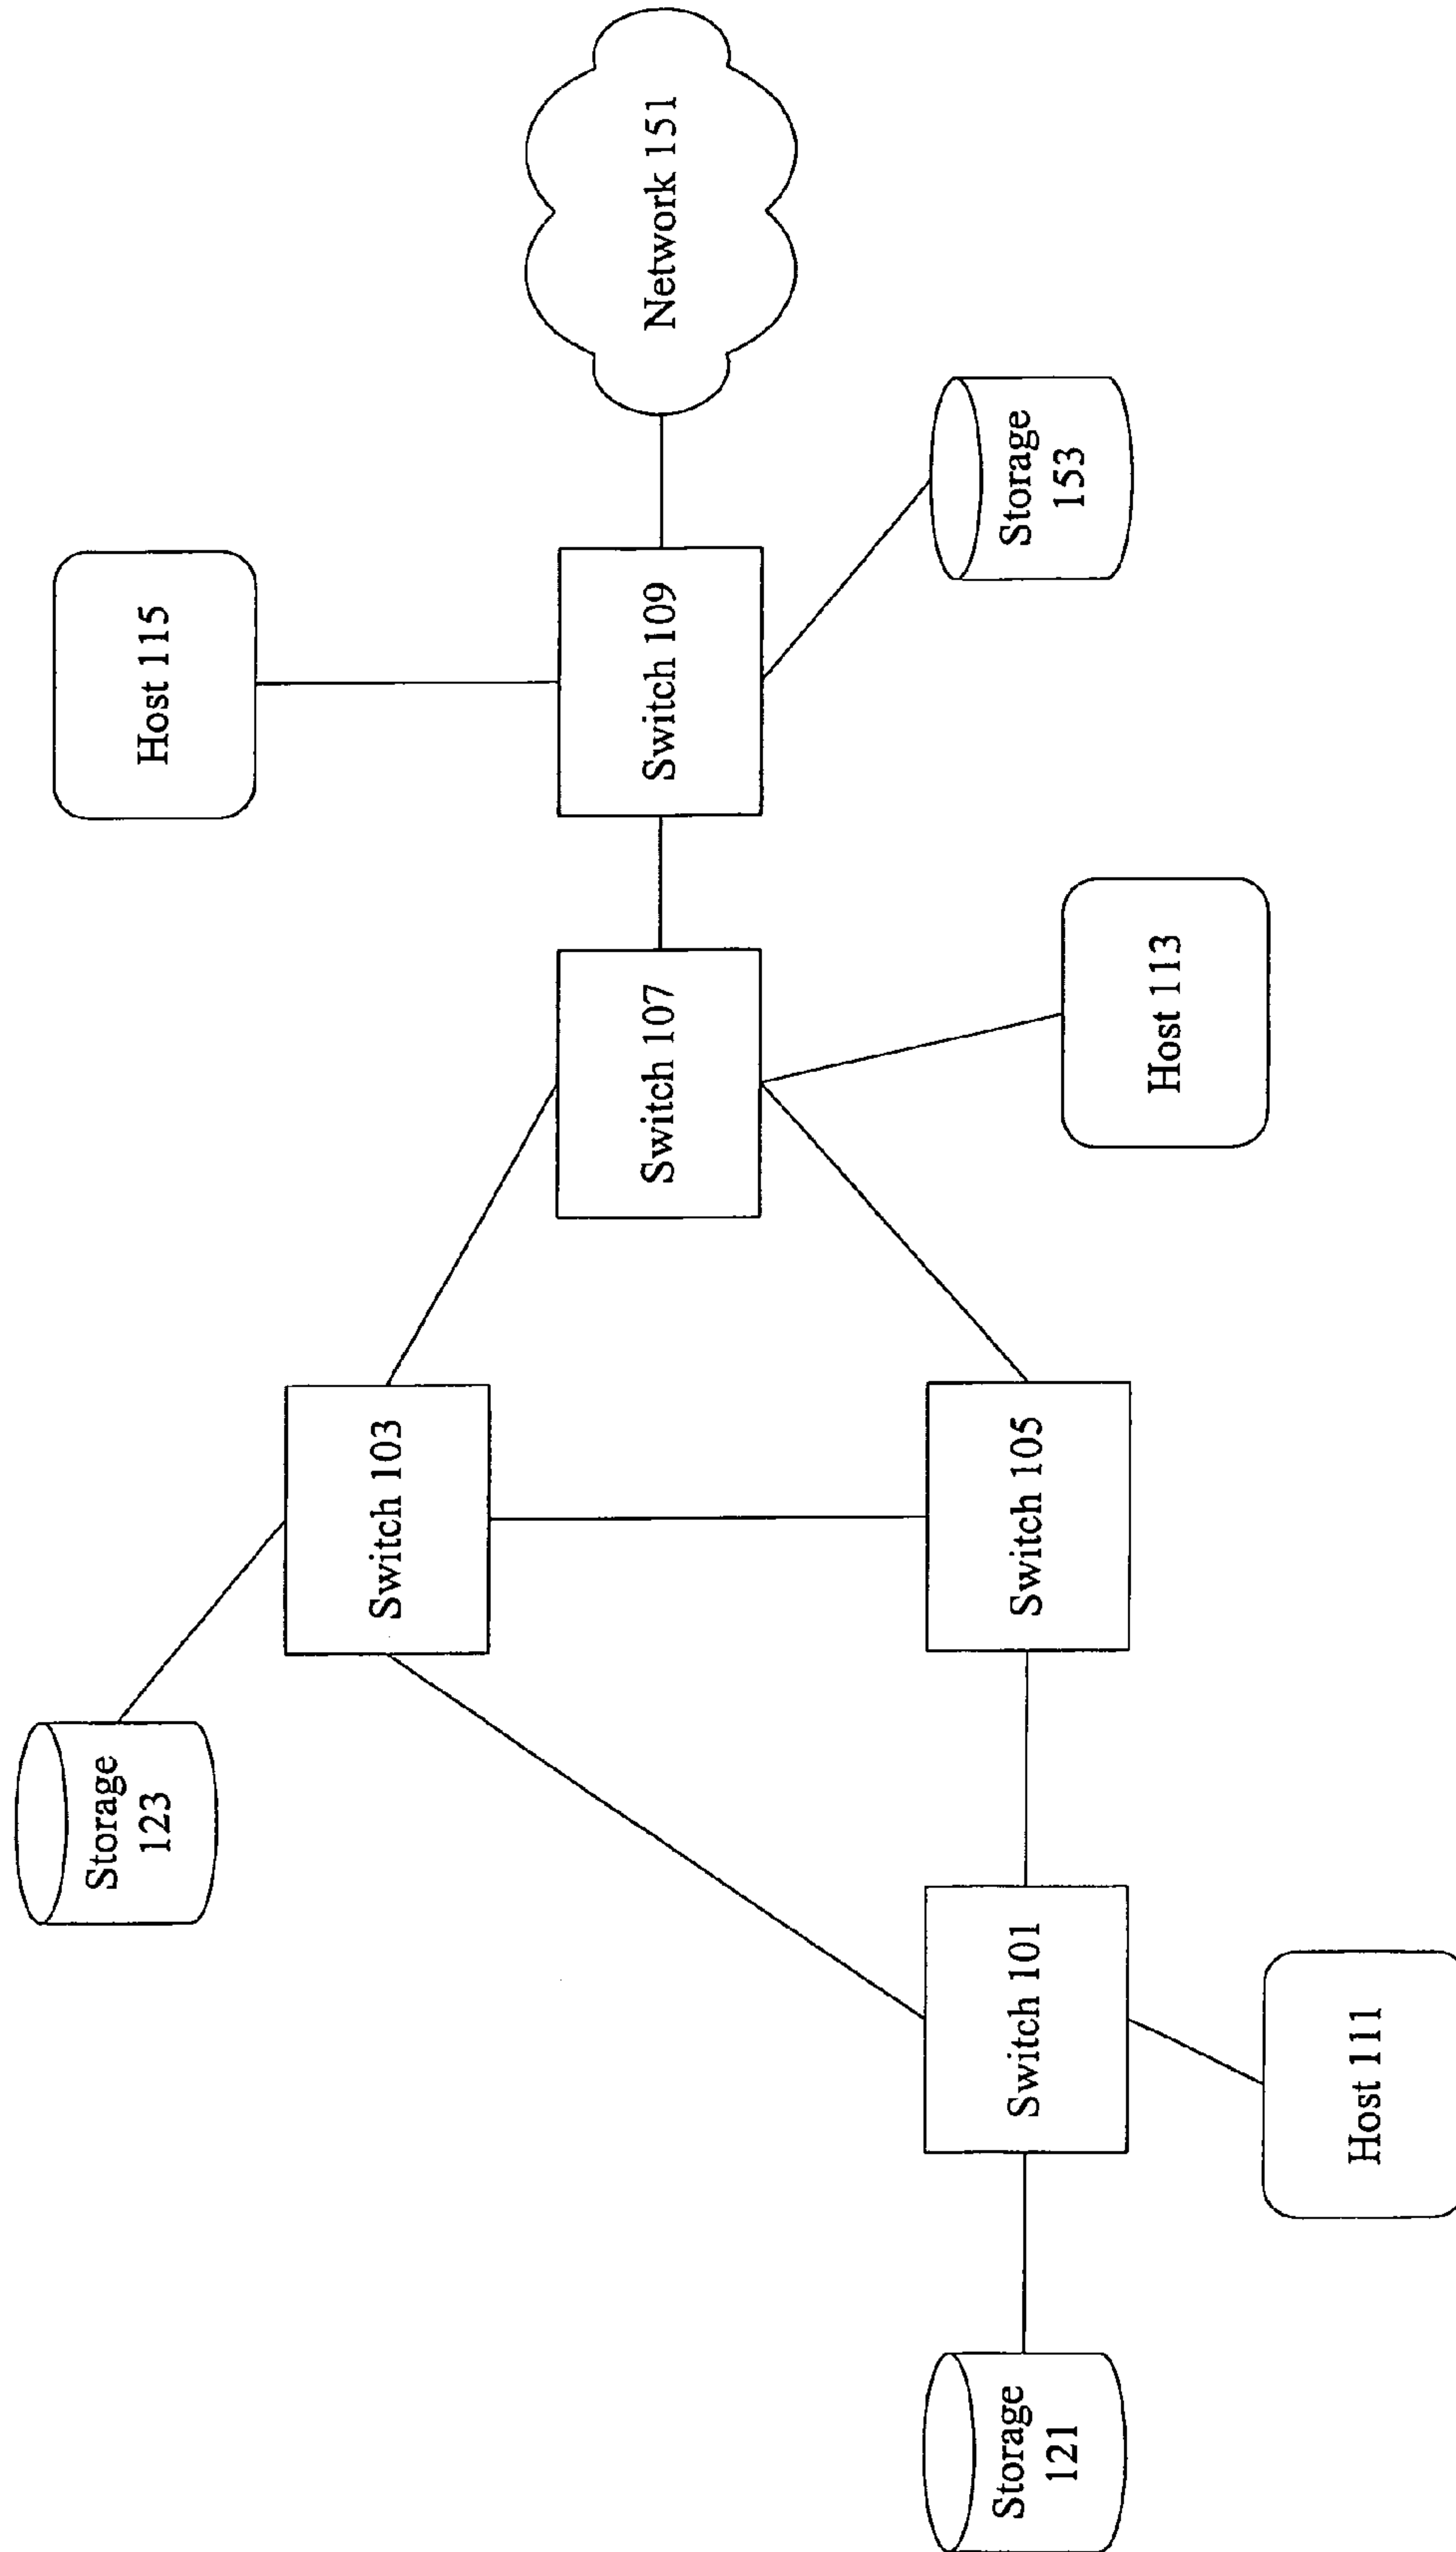 Storage
123
Host 115
Switch 103
Switch 107
Switch 109
Network 151
Storage
121
Switch 101
Switch 105
Storage
153
Host 111
Host 113